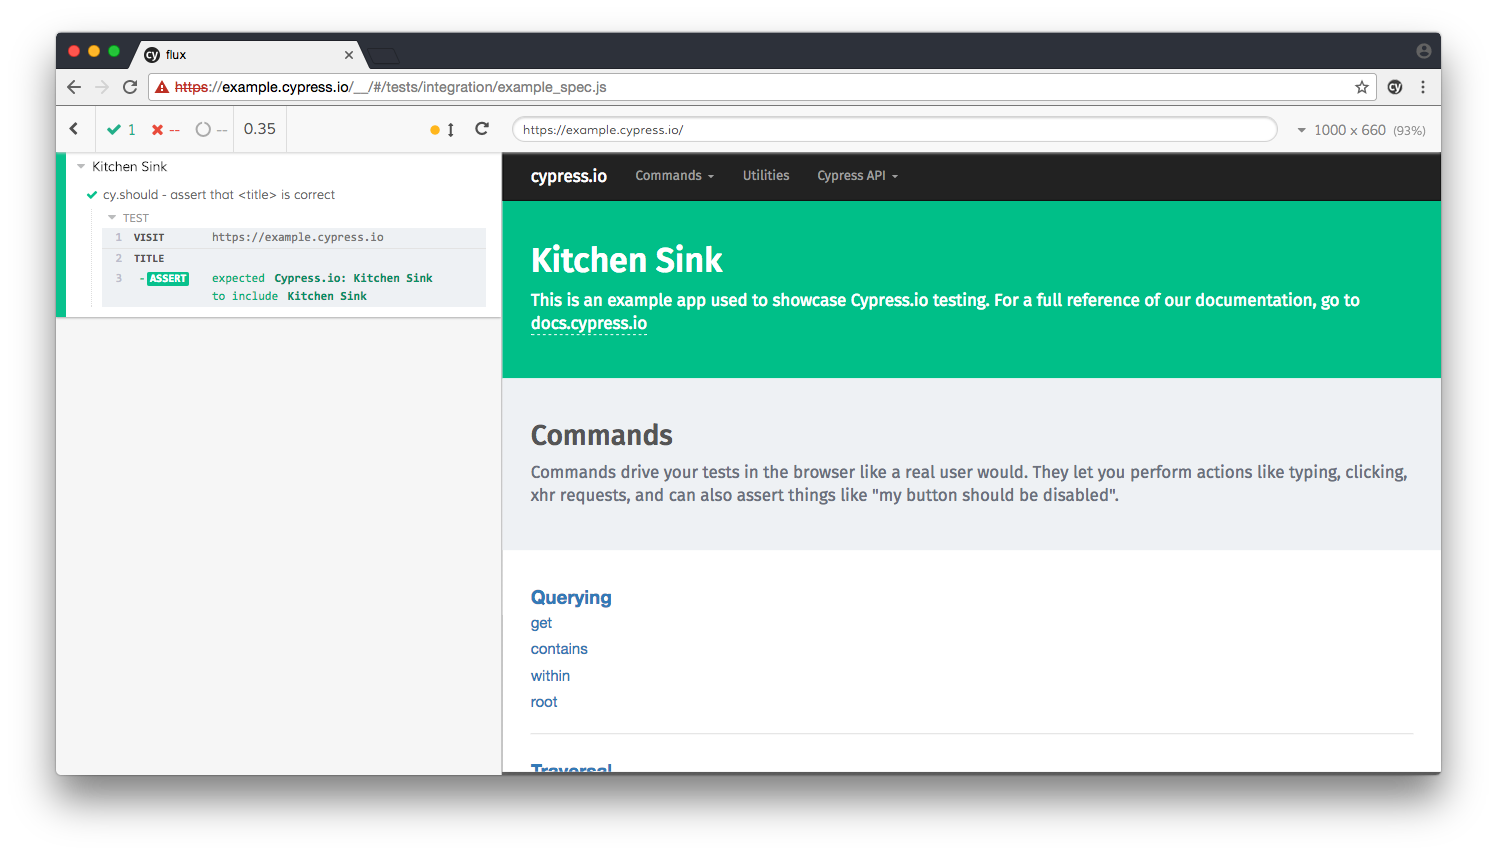 cy flux
https://example.cypress.io/__/#/tests/integration/example_spec.js
cy
1 -- -- 0.35
https://example.cypress.io/
1000 x 660 (93%)
Kitchen Sink
cy.should - assert that <title> is correct
TEST
1 VISIT https://example.cypress.io
2 TITLE
3 - ASSERT expected Cypress.io: Kitchen Sink
to include Kitchen Sink
cypress.io Commands Utilities Cypress API
Kitchen Sink
This is an example app used to showcase Cypress.io testing. For a full reference of our documentation, go to
docs.cypress.io
Commands
Commands drive your tests in the browser like a real user would. They let you perform actions like typing, clicking,
xhr requests, and can also assert things like "my button should be disabled".
Querying
get
contains
within
root
Traversal